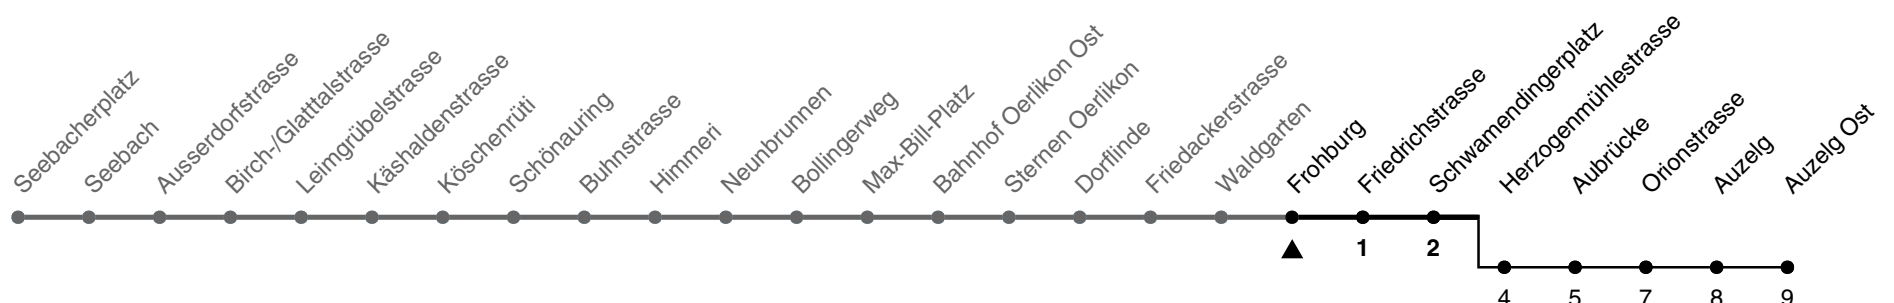 Seebacherplatz
Seebach
Ausserdorfstrasse
Birch-/Glatttalstrasse
Leimgrübelstrasse
Käshaldenstrasse
Köschenrüti
Schönauring
Buhnstrasse
Himmeri
Neunbrunnen
Bollingerweg
Max-Bill-Platz
Bahnhof Oerlikon Ost
Sternen Oerlikon
Dorflinde
Friedackerstrasse
Waldgarten
Frohburg
Friedrichstrasse
Schwamendingerplatz
Herzogenmühlestrasse
Aubrücke
Orionstrasse
Auzelg
Auzelg Ost
1 2
4 5 7 8 9